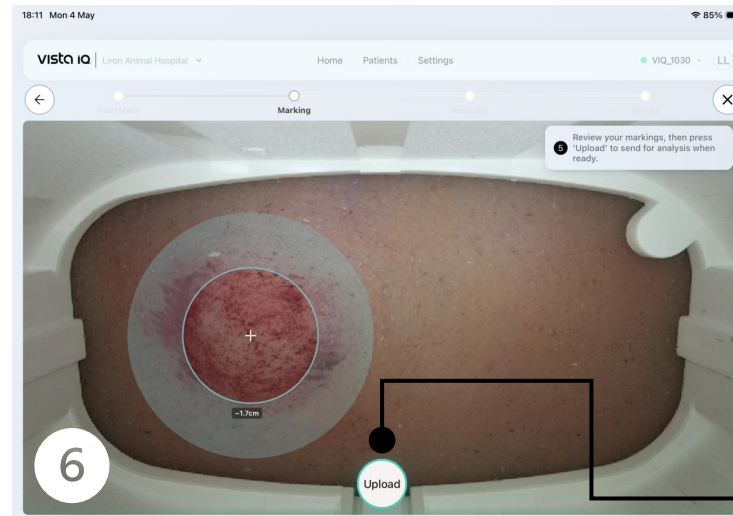 18:11 Mon 4 May
85%
vista iq
Liron Animal Hospital
Home
Patients
Settings
VIQ_1030
LL
Marking
5
Review your markings, then press
'Upload' to send for analysis when
ready.
~1.7cm
6
Upload